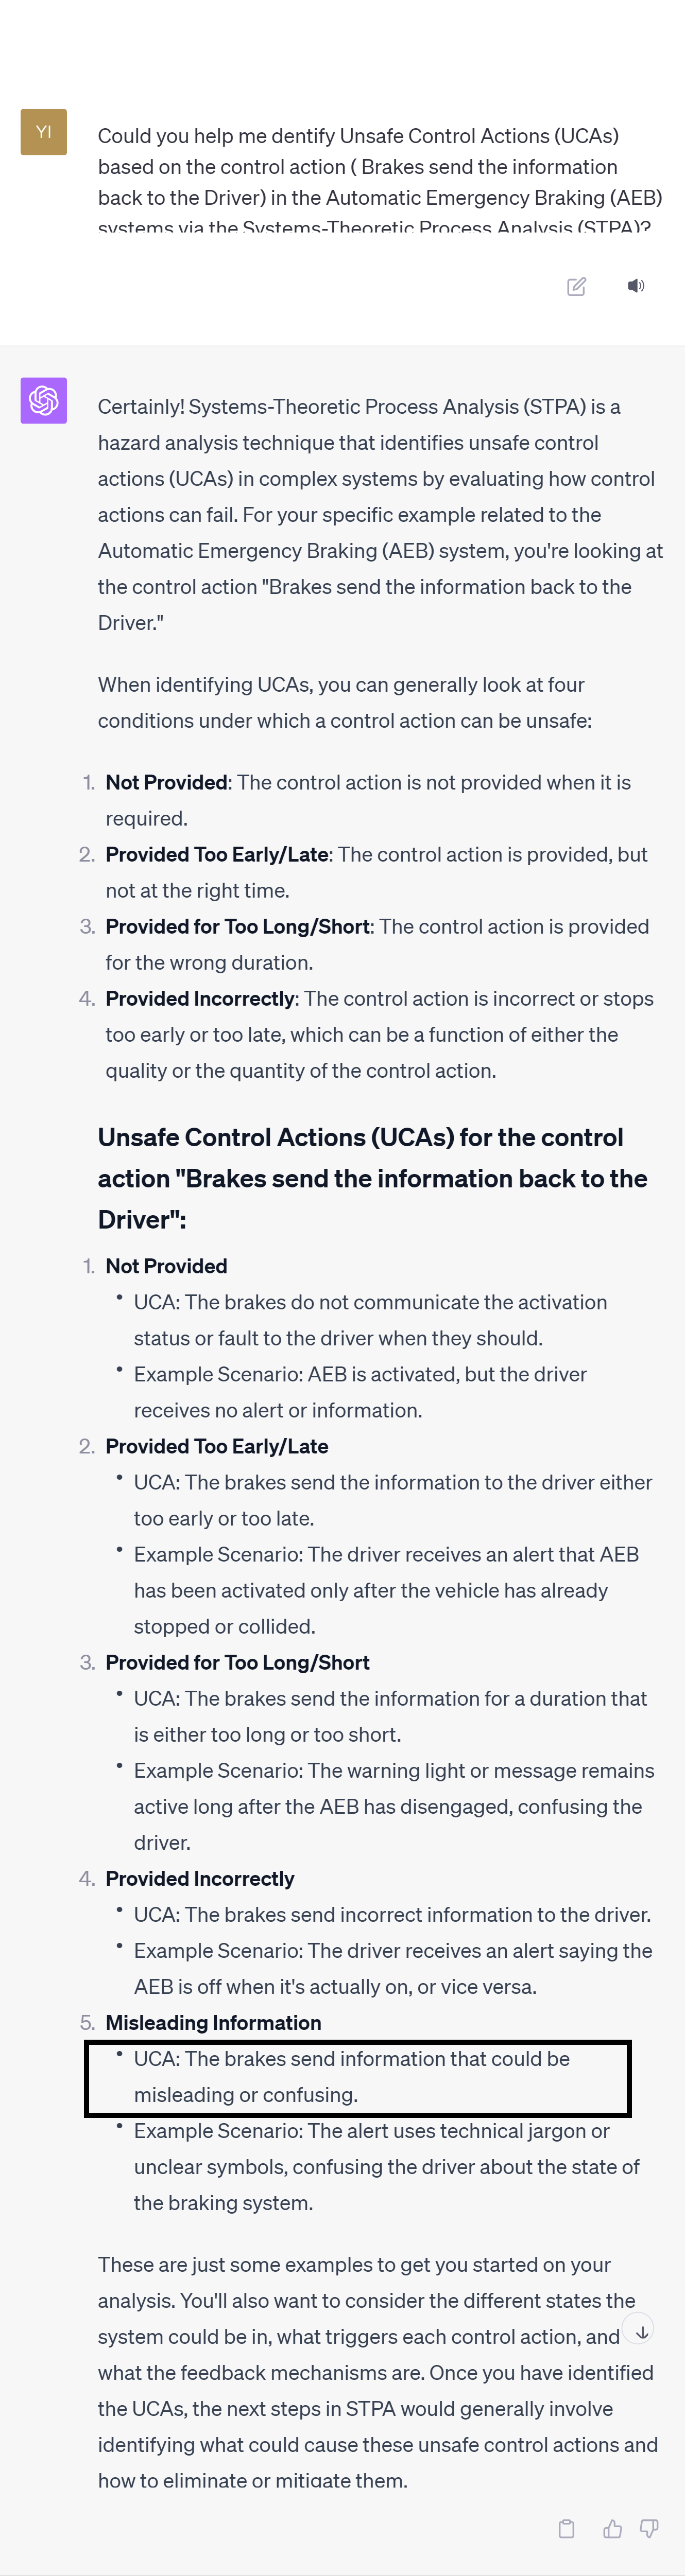 YI
Could you help me dentify Unsafe Control Actions (UCAs)
based on the control action ( Brakes send the information
back to the Driver) in the Automatic Emergency Braking (AEB)
systems via the Systems-Theoretic Process Analysis (STPA)?
Certainly! Systems-Theoretic Process Analysis (STPA) is a
hazard analysis technique that identifies unsafe control
actions (UCAs) in complex systems by evaluating how control
actions can fail. For your specific example related to the
Automatic Emergency Braking (AEB) system, you're looking at
the control action "Brakes send the information back to the
Driver."
When identifying UCAs, you can generally look at four
conditions under which a control action can be unsafe:
1. Not Provided: The control action is not provided when it is
required.
2. Provided Too Early/Late: The control action is provided, but
not at the right time.
3. Provided for Too Long/Short: The control action is provided
for the wrong duration.
4. Provided Incorrectly: The control action is incorrect or stops
too early or too late, which can be a function of either the
quality or the quantity of the control action.
Unsafe Control Actions (UCAs) for the control
action "Brakes send the information back to the
Driver":
1. Not Provided
• UCA: The brakes do not communicate the activation
status or fault to the driver when they should.
• Example Scenario: AEB is activated, but the driver
receives no alert or information.
2. Provided Too Early/Late
• UCA: The brakes send the information to the driver either
too early or too late.
• Example Scenario: The driver receives an alert that AEB
has been activated only after the vehicle has already
stopped or collided.
3. Provided for Too Long/Short
• UCA: The brakes send the information for a duration that
is either too long or too short.
• Example Scenario: The warning light or message remains
active long after the AEB has disengaged, confusing the
driver.
4. Provided Incorrectly
• UCA: The brakes send incorrect information to the driver.
• Example Scenario: The driver receives an alert saying the
AEB is off when it's actually on, or vice versa.
5. Misleading Information
• UCA: The brakes send information that could be
misleading or confusing.
• Example Scenario: The alert uses technical jargon or
unclear symbols, confusing the driver about the state of
the braking system.
These are just some examples to get you started on your
analysis. You'll also want to consider the different states the
system could be in, what triggers each control action, and
what the feedback mechanisms are. Once you have identified
the UCAs, the next steps in STPA would generally involve
identifying what could cause these unsafe control actions and
how to eliminate or mitigate them.